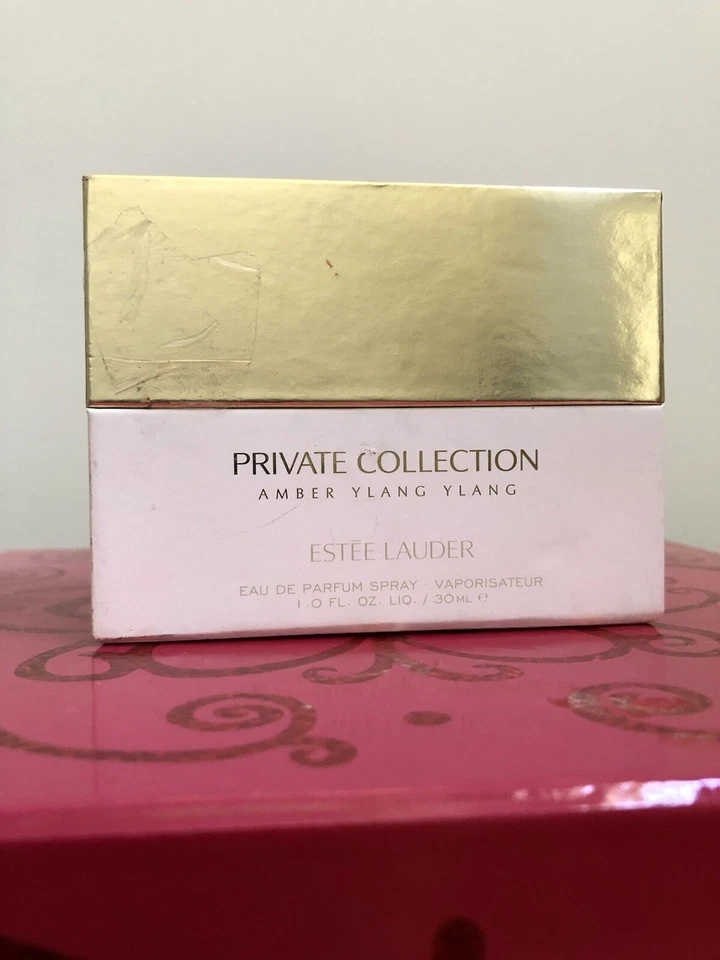 PRIVATE COLLECTION
AMBER YLANG YLANG
ESTĒE LAUDER
EAU DE PARFUM SPRAY · VAPORISATEUR
1.0 FL. OZ. LIQ. / 30ML ℮